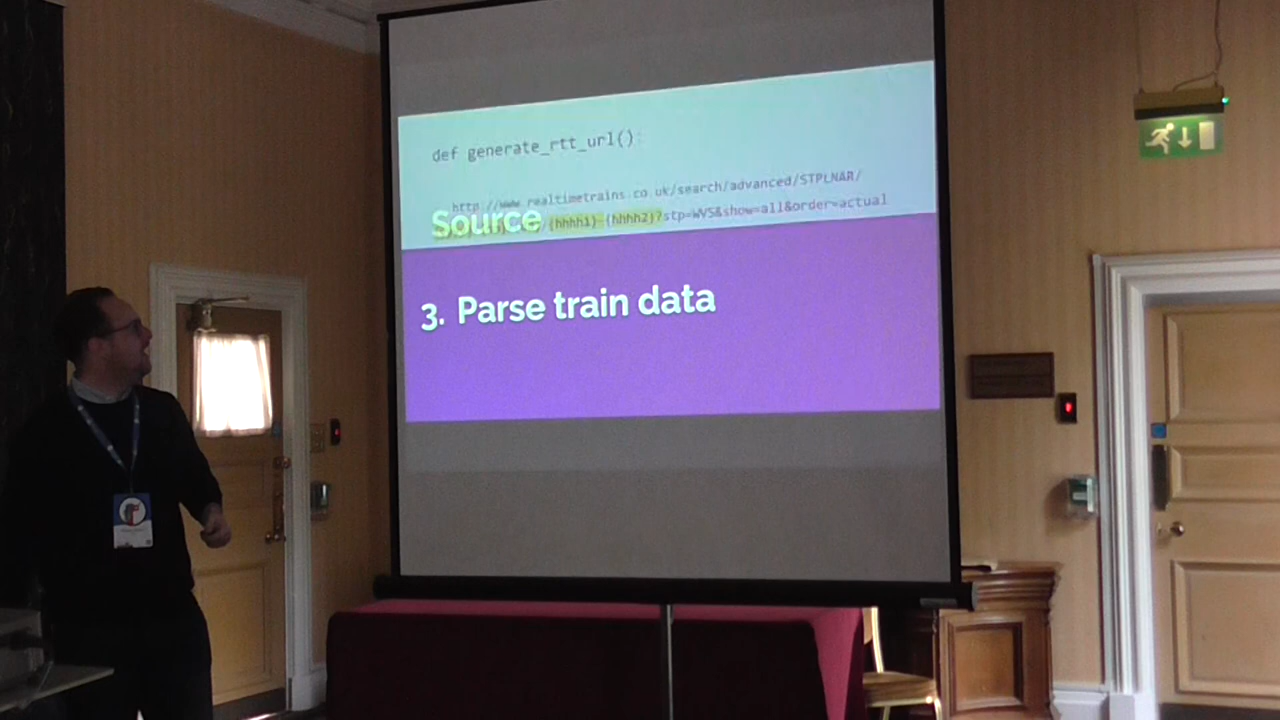 def generate_rtt_url():
http://www.realtimetrains.co.uk/search/advanced/STPLNAR/
/{hhhh1}-{hhhh2}?stp=WVS&show=all&order=actual
Source
3. Parse train data